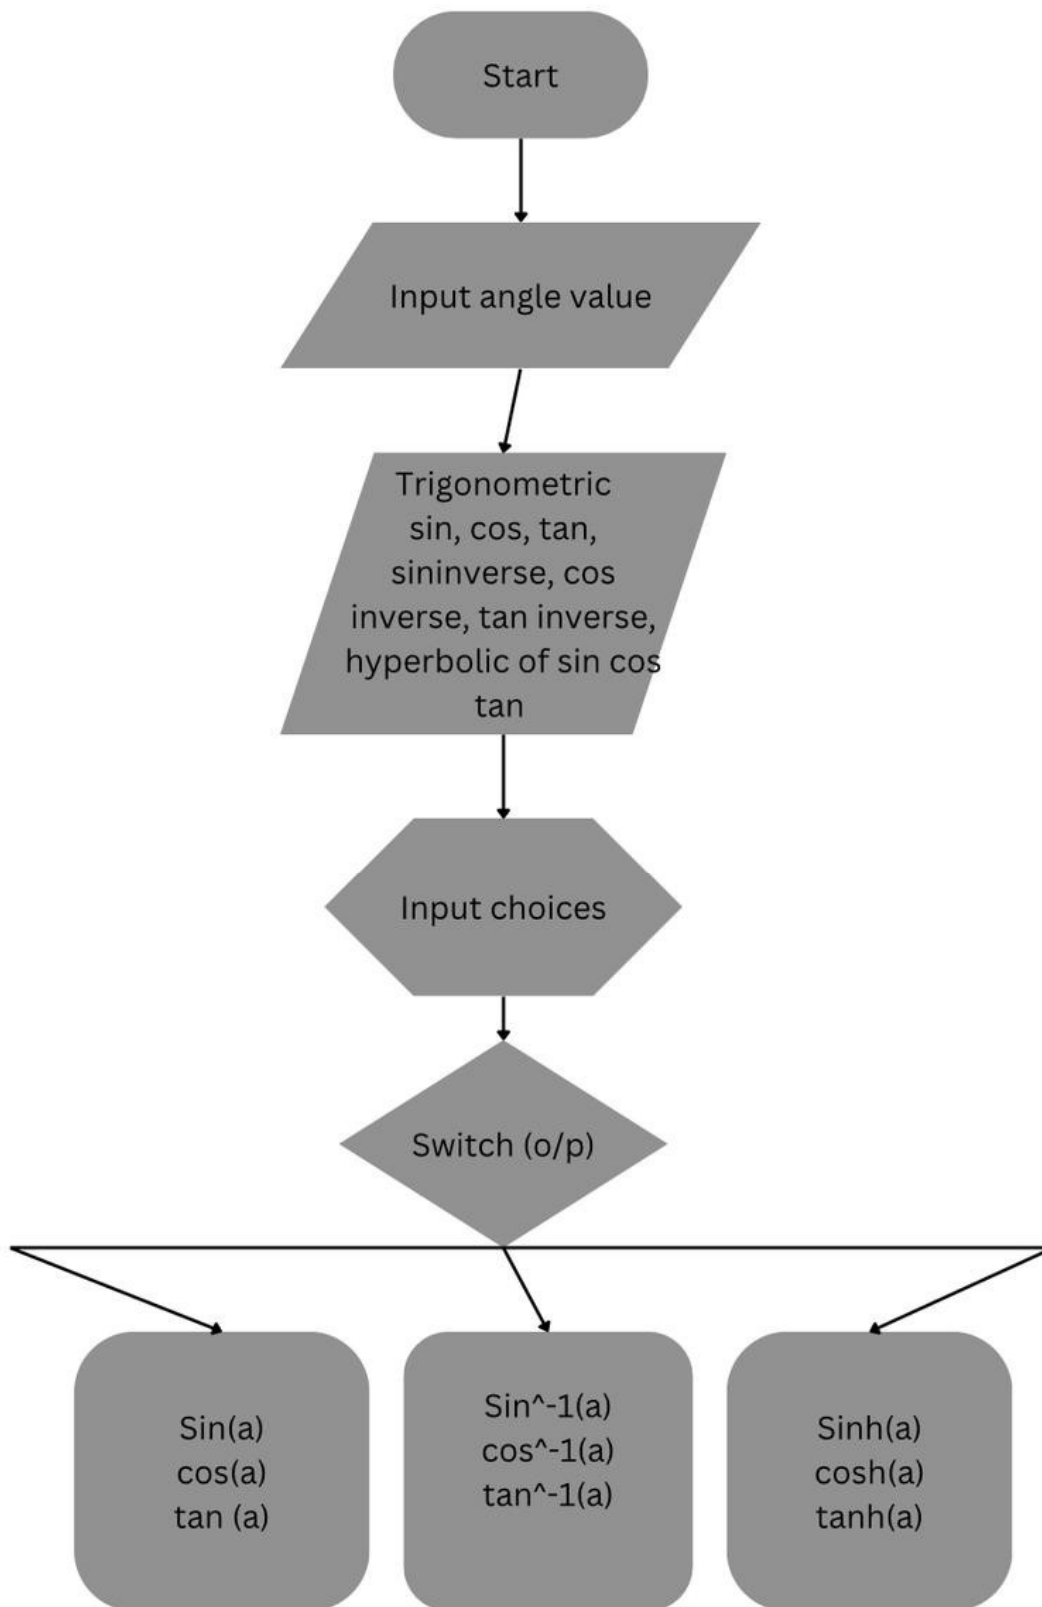 Start
Input angle value
Trigonometric
sin, cos, tan,
sininverse, cos
inverse, tan inverse,
hyperbolic of sin cos
tan
Input choices
Switch (o/p)
Sin(a)
cos(a)
tan (a)
Sin^-1(a)
cos^-1(a)
tan^-1(a)
Sinh(a)
cosh(a)
tanh(a)